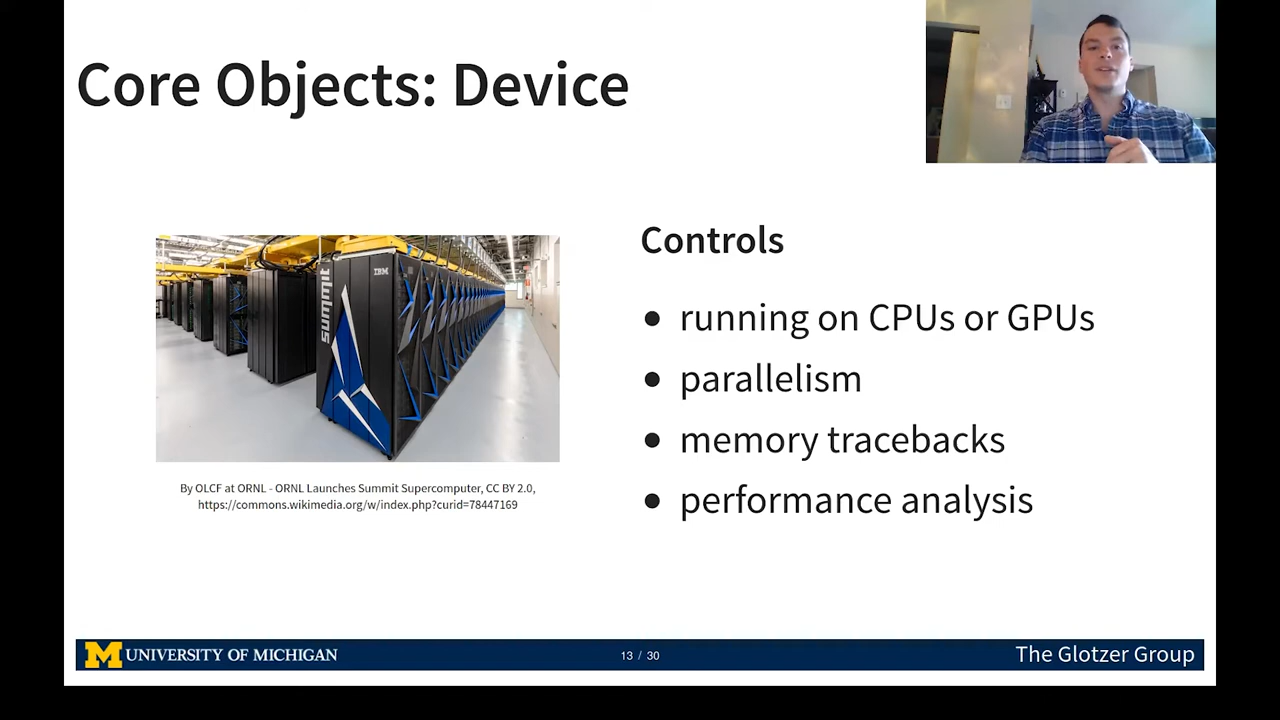 Core Objects: Device
summit
IBM
By OLCF at ORNL - ORNL Launches Summit Supercomputer, CC BY 2.0,
https://commons.wikimedia.org/w/index.php?curid=78447169
Controls
• running on CPUs or GPUs
• parallelism
• memory tracebacks
• performance analysis
M UNIVERSITY OF MICHIGAN
13 / 30
The Glotzer Group